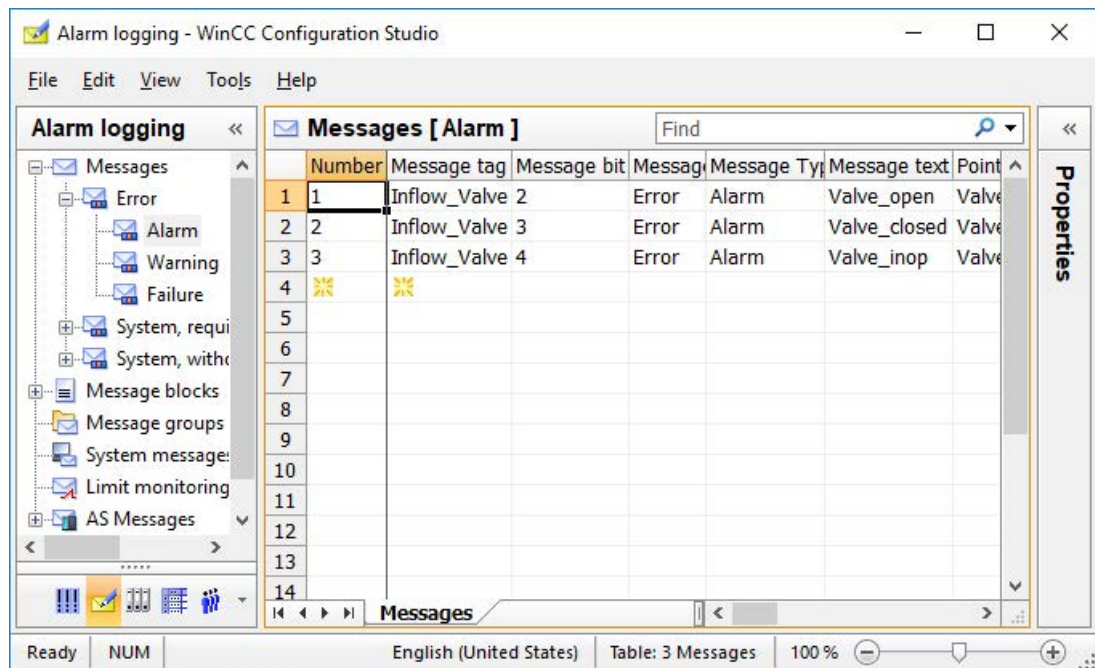 Alarm logging - WinCC Configuration Studio
File Edit View Tools Help
Alarm logging «
Messages
Error
Alarm
Warning
Failure
System, requi
System, witho
Message blocks
Message groups
System messages
Limit monitoring
AS Messages
Messages [ Alarm ] Find
Number Message tag Message bit Messag Message Typ Message text Point
1 1 Inflow_Valve 2 Error Alarm Valve_open Valve
2 2 Inflow_Valve 3 Error Alarm Valve_closed Valve
3 3 Inflow_Valve 4 Error Alarm Valve_inop Valve
4
5
6
7
8
9
10
11
12
13
14
Messages
« Properties
Ready NUM English (United States) Table: 3 Messages 100 %